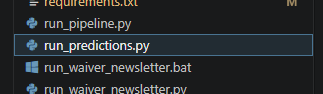 requirements.txt M
run_pipeline.py
run_predictions.py
run_waiver_newsletter.bat
run_waiver_newsletter.py